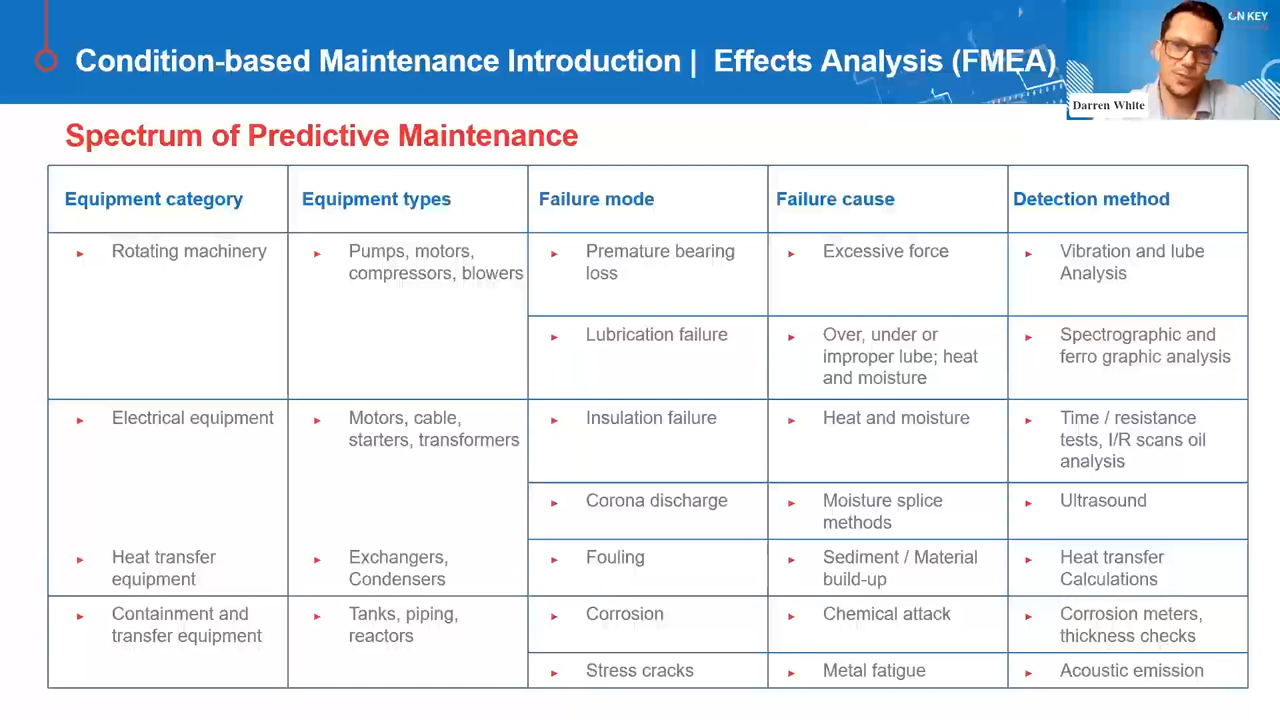 Condition-based Maintenance Introduction | Effects Analysis (FMEA)
ON KEY
Darren White
Spectrum of Predictive Maintenance
Equipment category
Equipment types
Failure mode
Failure cause
Detection method
Rotating machinery
Pumps, motors,
compressors, blowers
Premature bearing
loss
Excessive force
Vibration and lube
Analysis
Lubrication failure
Over, under or
improper lube; heat
and moisture
Spectrographic and
ferro graphic analysis
Electrical equipment
Motors, cable,
starters, transformers
Insulation failure
Heat and moisture
Time / resistance
tests, I/R scans oil
analysis
Corona discharge
Moisture splice
methods
Ultrasound
Heat transfer
equipment
Exchangers,
Condensers
Fouling
Sediment / Material
build-up
Heat transfer
Calculations
Containment and
transfer equipment
Tanks, piping,
reactors
Corrosion
Chemical attack
Corrosion meters,
thickness checks
Stress cracks
Metal fatigue
Acoustic emission